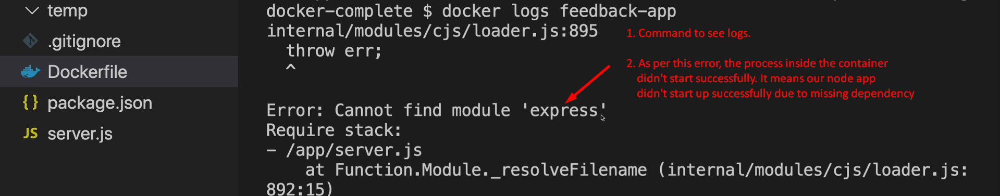 temp
.gitignore
Dockerfile
{} package.json
JS server.js
docker-complete $ docker logs feedback-app
internal/modules/cjs/loader.js:895
throw err;
^
Error: Cannot find module 'express'
Require stack:
- /app/server.js
at Function.Module._resolveFilename (internal/modules/cjs/loader.js:
892:15)
1. Command to see logs.
2. As per this error, the process inside the container
didn't start successfully. It means our node app
didn't start up successfully due to missing dependency